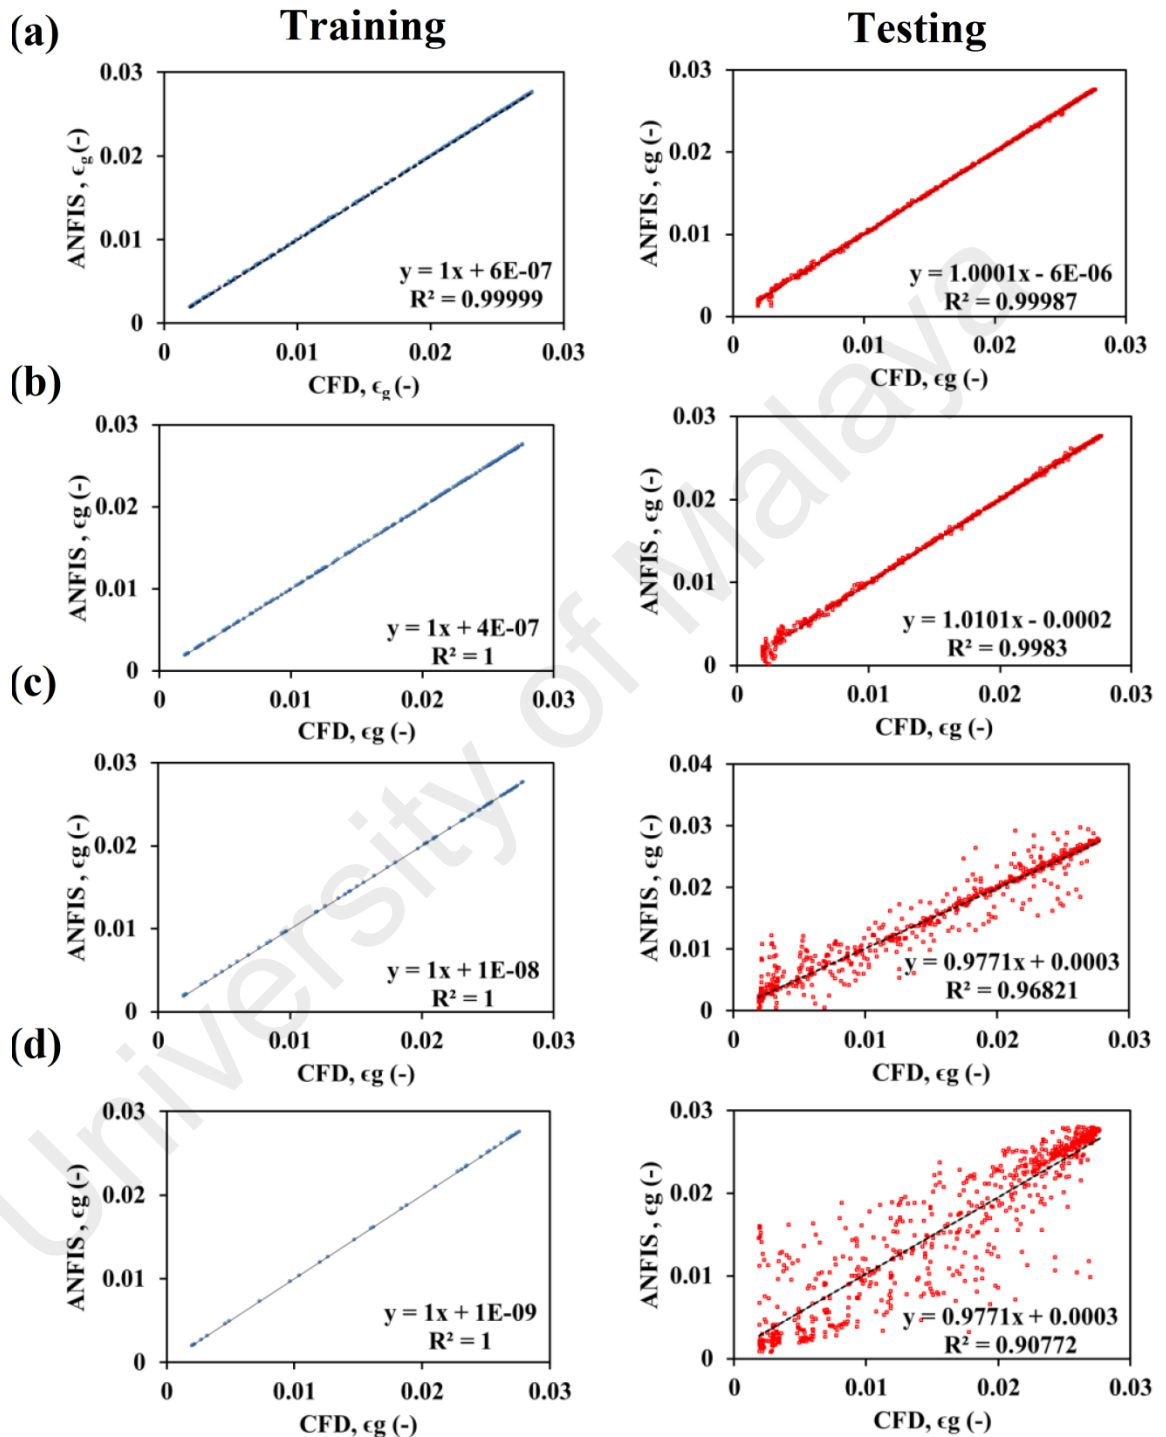 (a)
Training
Testing
0.03
0.02
0.01
0
ANFIS , ϵg (-)
y = 1x + 6E-07
R² = 0.99999
0
0.01
0.02
0.03
CFD, ϵg (-)
0.03
0.02
0.01
0
ANFIS , ϵg (-)
y = 1.0001x - 6E-06
R² = 0.99987
0
0.01
0.02
0.03
CFD, ϵg (-)
(b)
0.03
0.02
0.01
0
ANFIS , ϵg (-)
y = 1x + 4E-07
R² = 1
0
0.01
0.02
0.03
CFD, ϵg (-)
0.03
0.02
0.01
0
ANFIS , ϵg (-)
y = 1.0101x - 0.0002
R² = 0.9983
0
0.01
0.02
0.03
CFD, ϵg (-)
(c)
0.03
0.02
0.01
0
ANFIS , ϵg (-)
y = 1x + 1E-08
R² = 1
0
0.01
0.02
0.03
CFD, ϵg (-)
0.04
0.03
0.02
0.01
0
ANFIS , ϵg (-)
y = 0.9771x + 0.0003
R² = 0.96821
0
0.01
0.02
0.03
CFD, ϵg (-)
(d)
0.03
0.02
0.01
0
ANFIS , ϵg (-)
y = 1x + 1E-09
R² = 1
0
0.01
0.02
0.03
CFD, ϵg (-)
0.03
0.02
0.01
0
ANFIS , ϵg (-)
y = 0.9771x + 0.0003
R² = 0.90772
0
0.01
0.02
0.03
CFD, ϵg (-)
University of Malaya